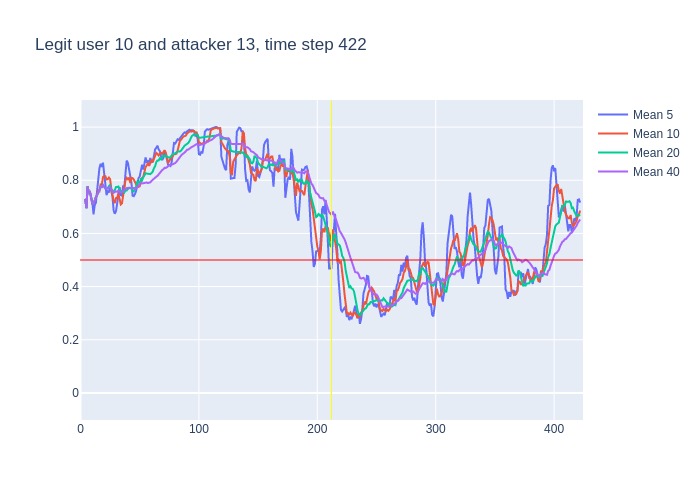 Legit user 10 and attacker 13, time step 422
Mean 5
Mean 10
Mean 20
Mean 40
1
0.8
0.6
0.4
0.2
0
0 100 200 300 400